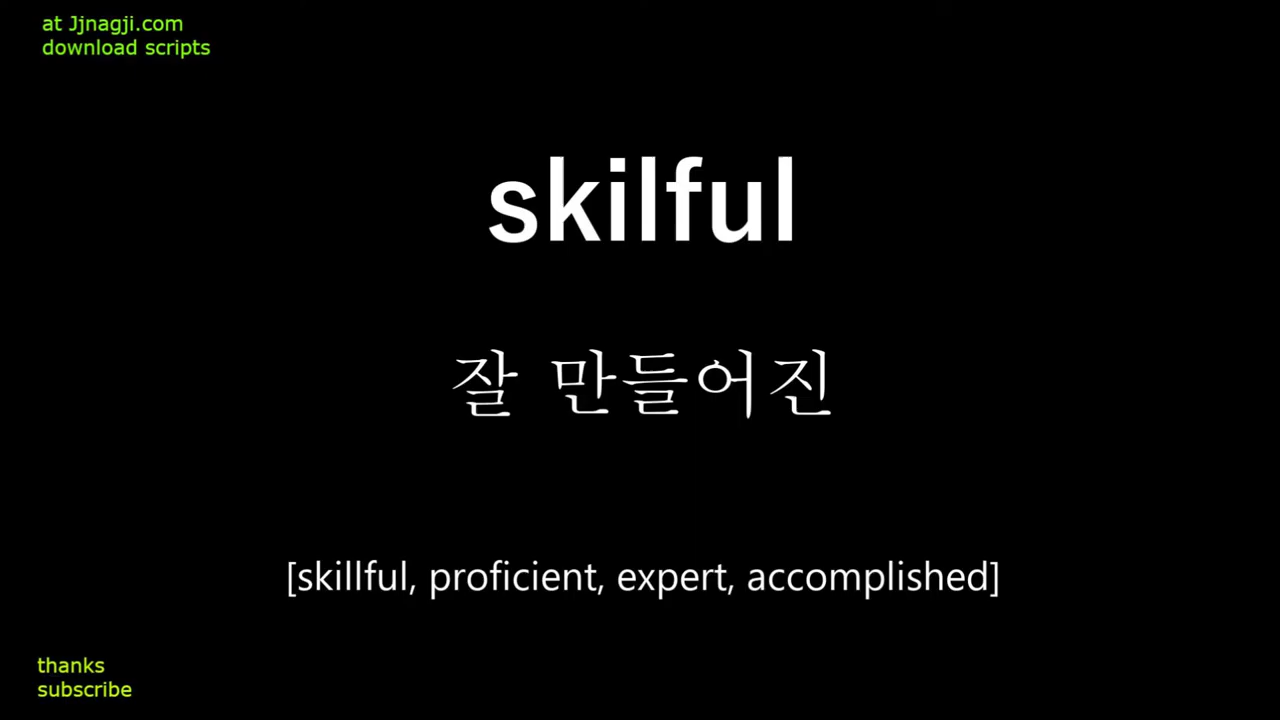 at Jjnagji.com
download scripts
skilful
잘 만들어진
[skillful, proficient, expert, accomplished]
thanks
subscribe